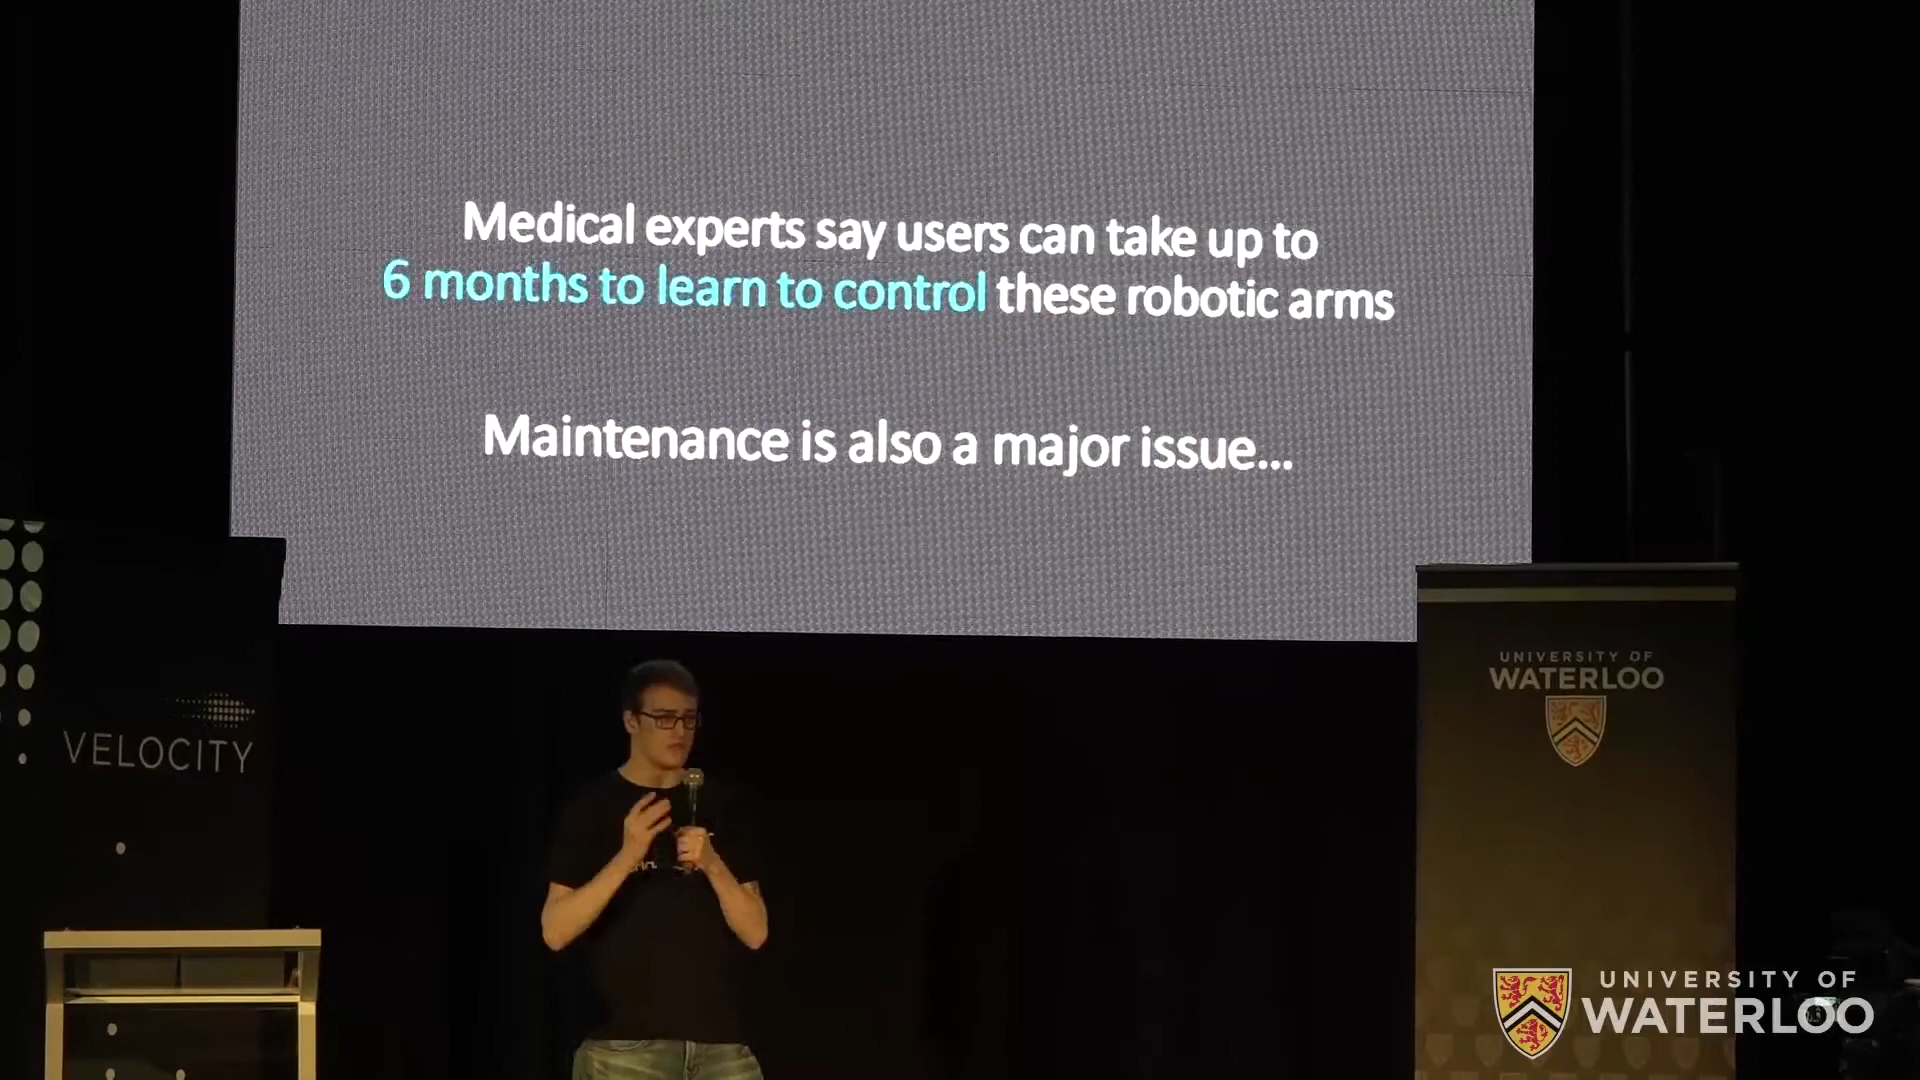 Medical experts say users can take up to
6 months to learn to control these robotic arms
Maintenance is also a major issue...
VELOCITY
UNIVERSITY OF
WATERLOO
UNIVERSITY OF
WATERLOO